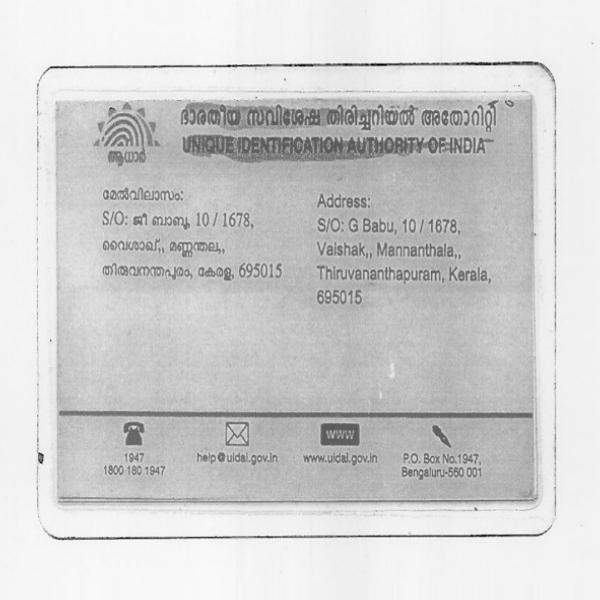 ഭാരതീയ സവിശേഷ തിരിച്ചറിയൽ അതോറിറ്റി
UNIQUE IDENTIFICATION AUTHORITY OF INDIA
ആധാർ
മേൽവിലാസം:
S/O: ജീ ബാബു, 10 / 1678,
വൈശാഖ്,, മണ്ണന്തല,,
തിരുവനന്തപുരം, കേരള, 695015
Address:
S/O: G Babu, 10 / 1678,
Vaishak,, Mannanthala,,
Thiruvananthapuram, Kerala,
695015
1947
1800 180 1947
help@uidai.gov.in
www
www.uidai.gov.in
P.O. Box No.1947,
Bengaluru-560 001